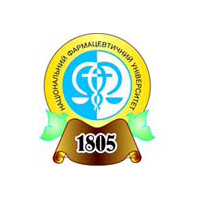 НАЦІОНАЛЬНИЙ ФАРМАЦЕВТИЧНИЙ УНІВЕРСИТЕТ
1805